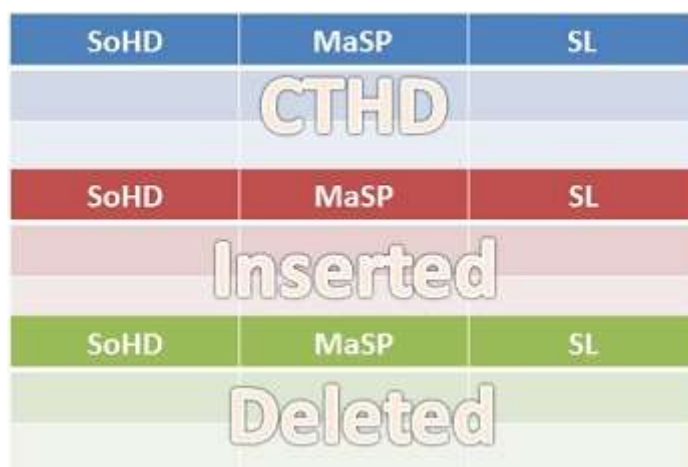 SoHD MaSP SL
CTHD
SoHD MaSP SL
Inserted
SoHD MaSP SL
Deleted